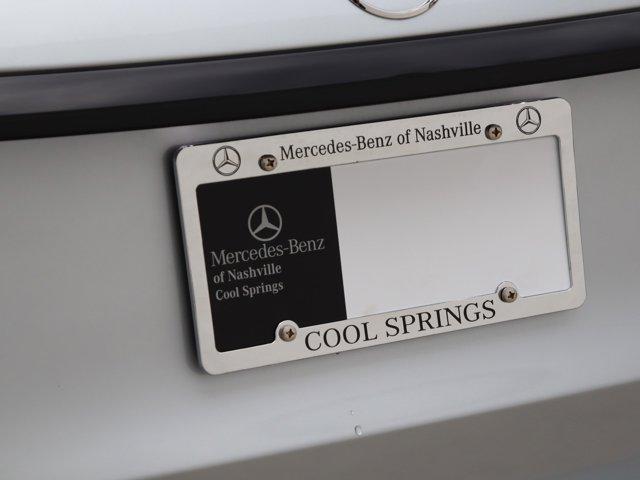 Mercedes-Benz of Nashville
Mercedes-Benz
of Nashville
Cool Springs
COOL SPRINGS